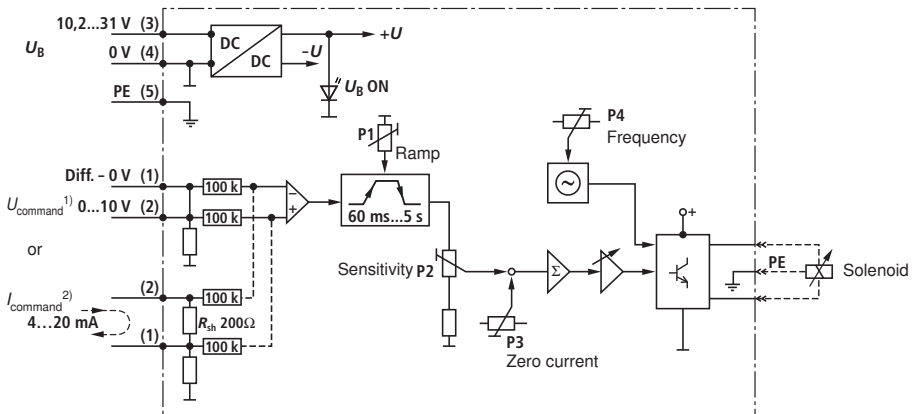 10,2...31 V (3)
U_B
0 V (4)
PE (5)
DC
DC
+U
–U
U_B ON
P1
Ramp
P4
Frequency
Diff. – 0 V (1)
U_command 1) 0...10 V (2)
or
I_command 2)
4...20 mA
(2)
(1)
100 k
100 k
100 k
R_sh 200Ω
100 k
–
+
60 ms...5 s
Sensitivity P2
Σ
P3
Zero current
+
PE
Solenoid